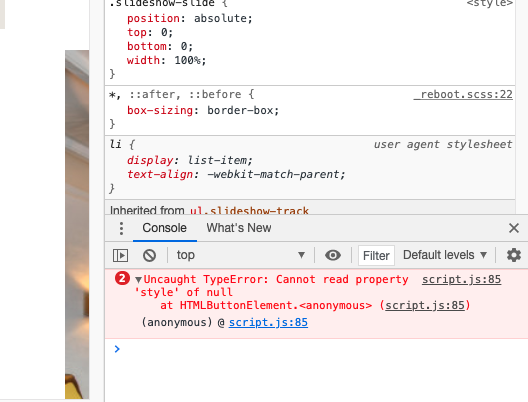 .slideshow-slide { <style>
position: absolute;
top: 0;
bottom: 0;
width: 100%;
}
*, ::after, ::before { _reboot.scss:22
box-sizing: border-box;
}
li { user agent stylesheet
display: list-item;
text-align: -webkit-match-parent;
}
Inherited from ul.slideshow-track
Console What's New
top Filter Default levels
2 Uncaught TypeError: Cannot read property script.js:85
'style' of null
at HTMLButtonElement.<anonymous> (script.js:85)
(anonymous) @ script.js:85